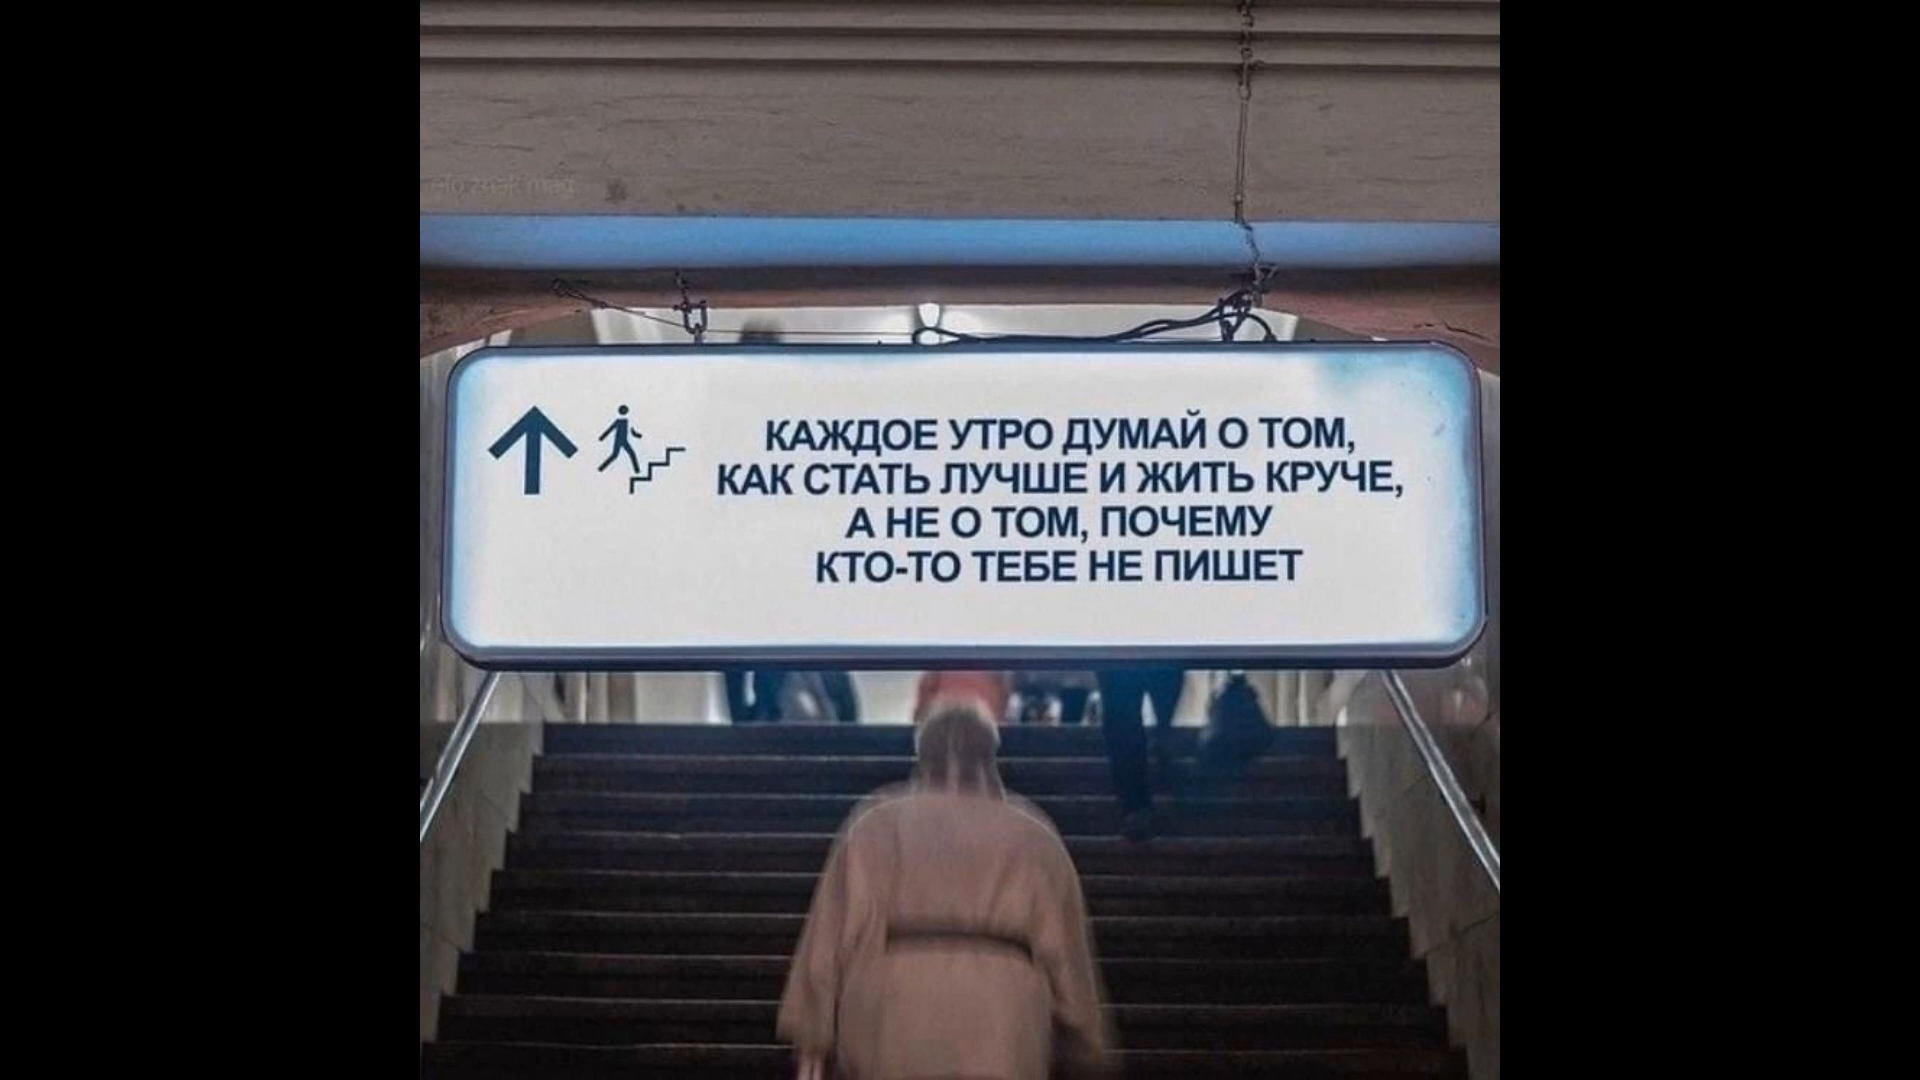 КАЖДОЕ УТРО ДУМАЙ О ТОМ,
КАК СТАТЬ ЛУЧШЕ И ЖИТЬ КРУЧЕ,
А НЕ О ТОМ, ПОЧЕМУ
КТО-ТО ТЕБЕ НЕ ПИШЕТ